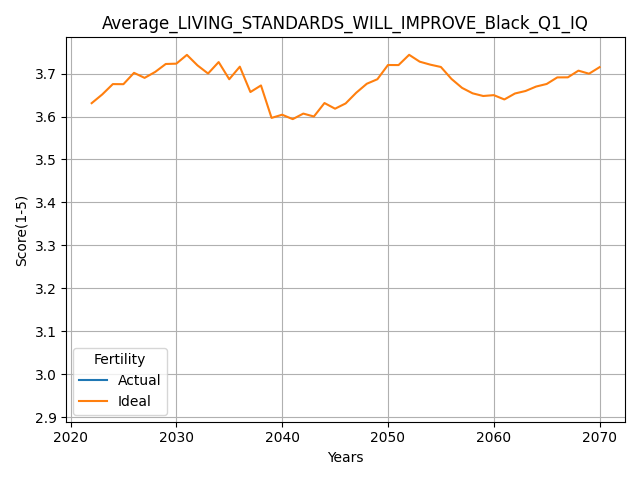 Average_LIVING_STANDARDS_WILL_IMPROVE_Black_Q1_IQ
3.7
3.6
3.5
3.4
3.3
3.2
3.1
3.0
2.9
Score(1-5)
Fertility
Actual
Ideal
2020 2030 2040 2050 2060 2070
Years